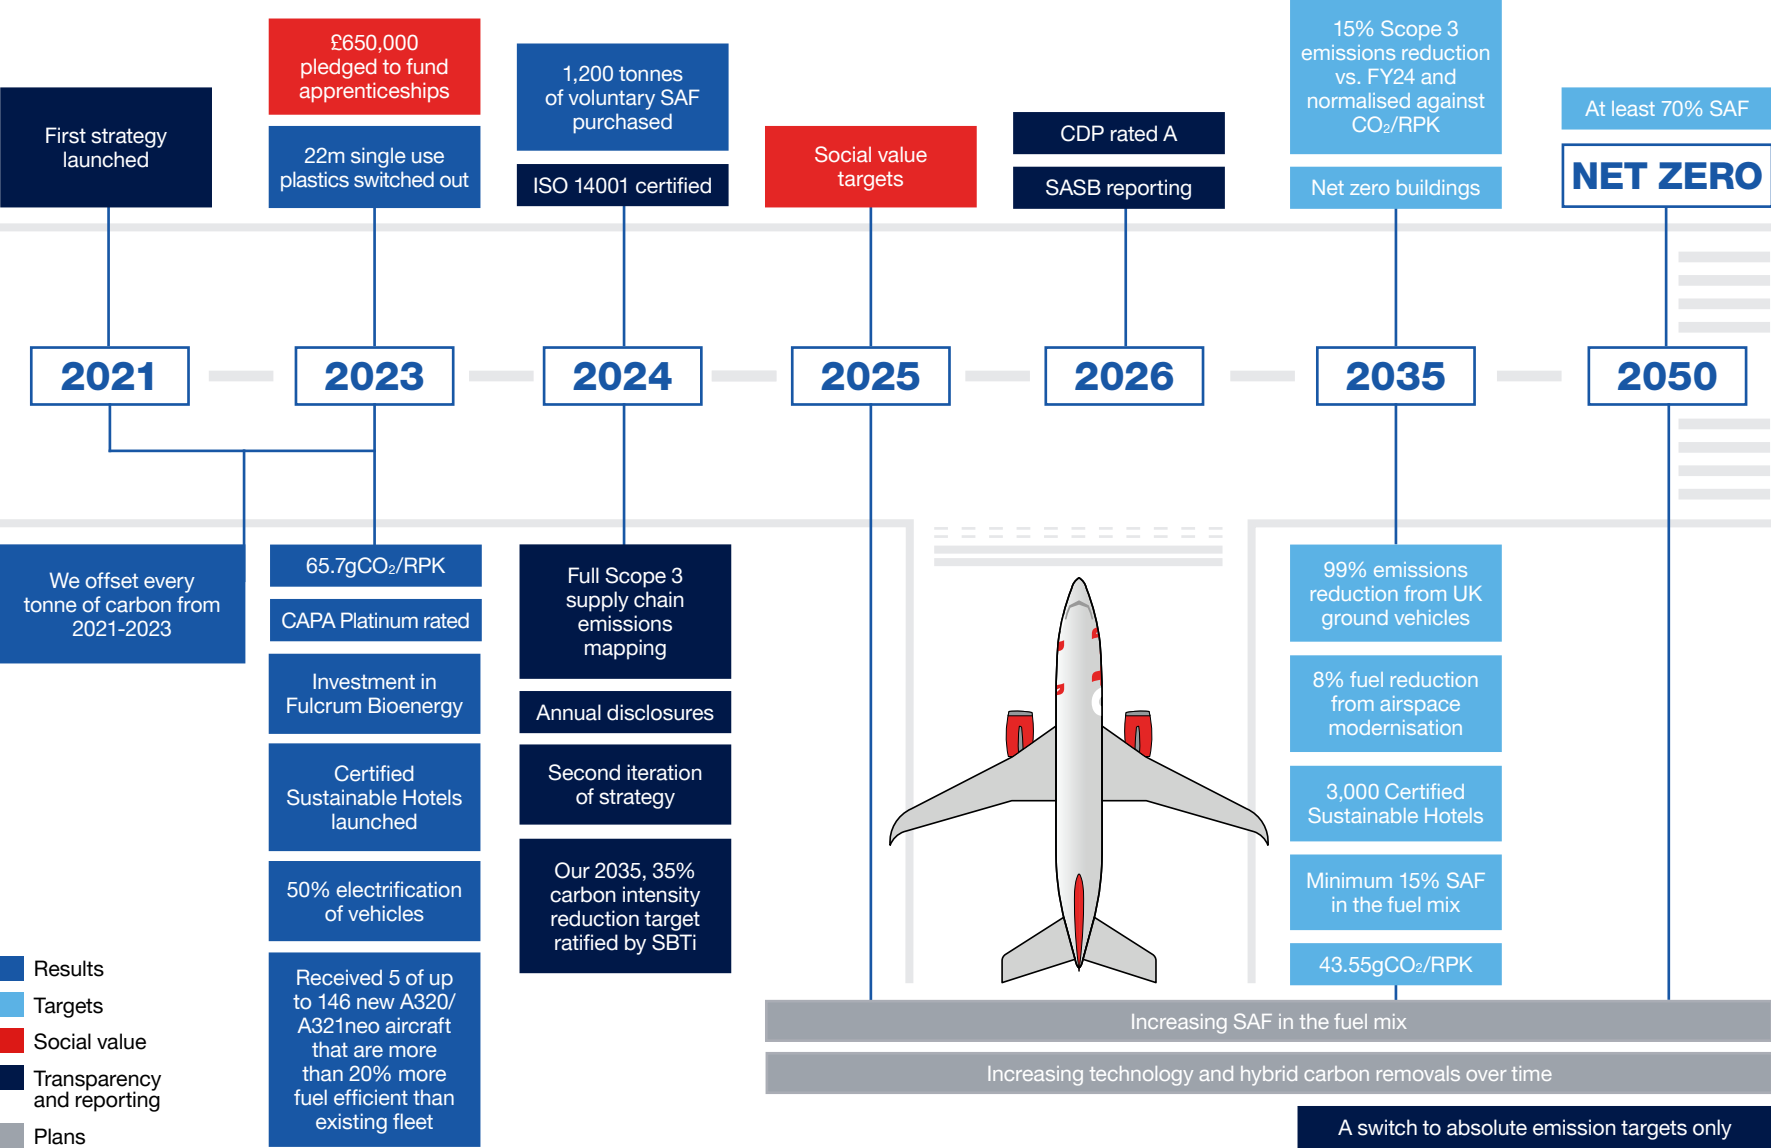 First strategy
launched
£650,000
pledged to fund
apprenticeships
22m single use
plastics switched out
1,200 tonnes
of voluntary SAF
purchased
ISO 14001 certified
Social value
targets
CDP rated A
SASB reporting
15% Scope 3
emissions reduction
vs. FY24 and
normalised against
CO₂/RPK
Net zero buildings
At least 70% SAF
NET ZERO
2021
2023
2024
2025
2026
2035
2050
We offset every
tonne of carbon from
2021-2023
65.7gCO₂/RPK
CAPA Platinum rated
Investment in
Fulcrum Bioenergy
Certified
Sustainable Hotels
launched
50% electrification
of vehicles
Received 5 of up
to 146 new A320/
A321neo aircraft
that are more
than 20% more
fuel efficient than
existing fleet
Full Scope 3
supply chain
emissions
mapping
Annual disclosures
Second iteration
of strategy
Our 2035, 35%
carbon intensity
reduction target
ratified by SBTi
99% emissions
reduction from UK
ground vehicles
8% fuel reduction
from airspace
modernisation
3,000 Certified
Sustainable Hotels
Minimum 15% SAF
in the fuel mix
43.55gCO₂/RPK
Increasing SAF in the fuel mix
Increasing technology and hybrid carbon removals over time
A switch to absolute emission targets only
Results
Targets
Social value
Transparency
and reporting
Plans